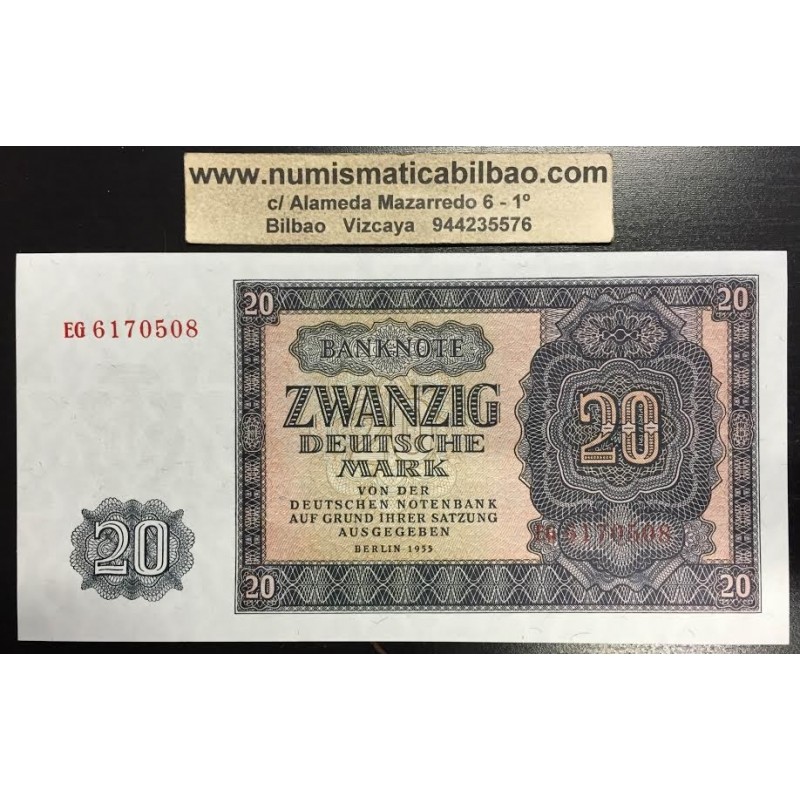 www.numismaticabilbao.com
c/ Alameda Mazarredo 6 - 1º
Bilbao Vizcaya 944235576
20
20
EG 6170508
BANKNOTE
ZWANZIG
DEUTSCHE
MARK
20
VON DER
DEUTSCHEN NOTENBANK
AUF GRUND IHRER SATZUNG
AUSGEGEBEN
BERLIN 1955
EG 6170508
20
20
20